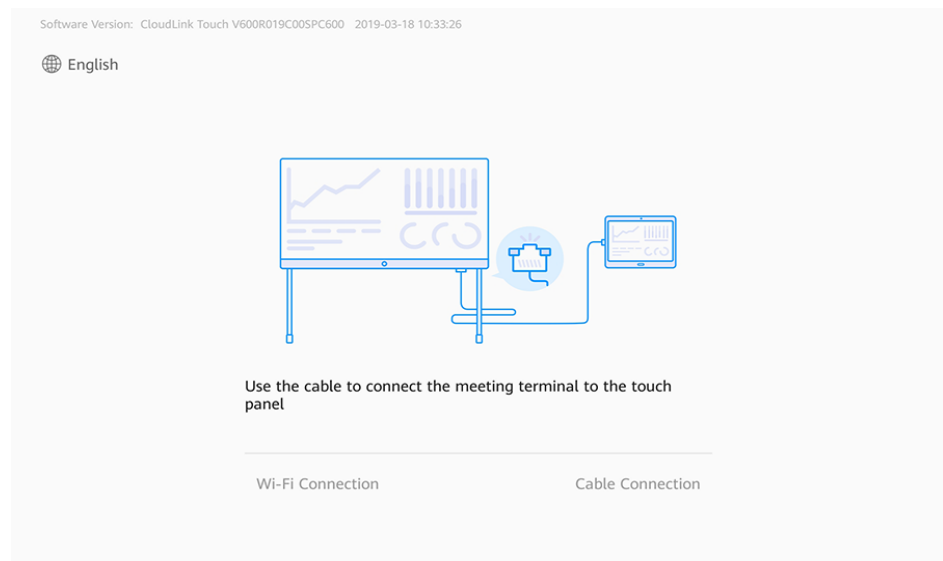 Software Version: CloudLink Touch V600R019C00SPC600 2019-03-18 10:33:26
English
Use the cable to connect the meeting terminal to the touch
panel
Wi-Fi Connection
Cable Connection